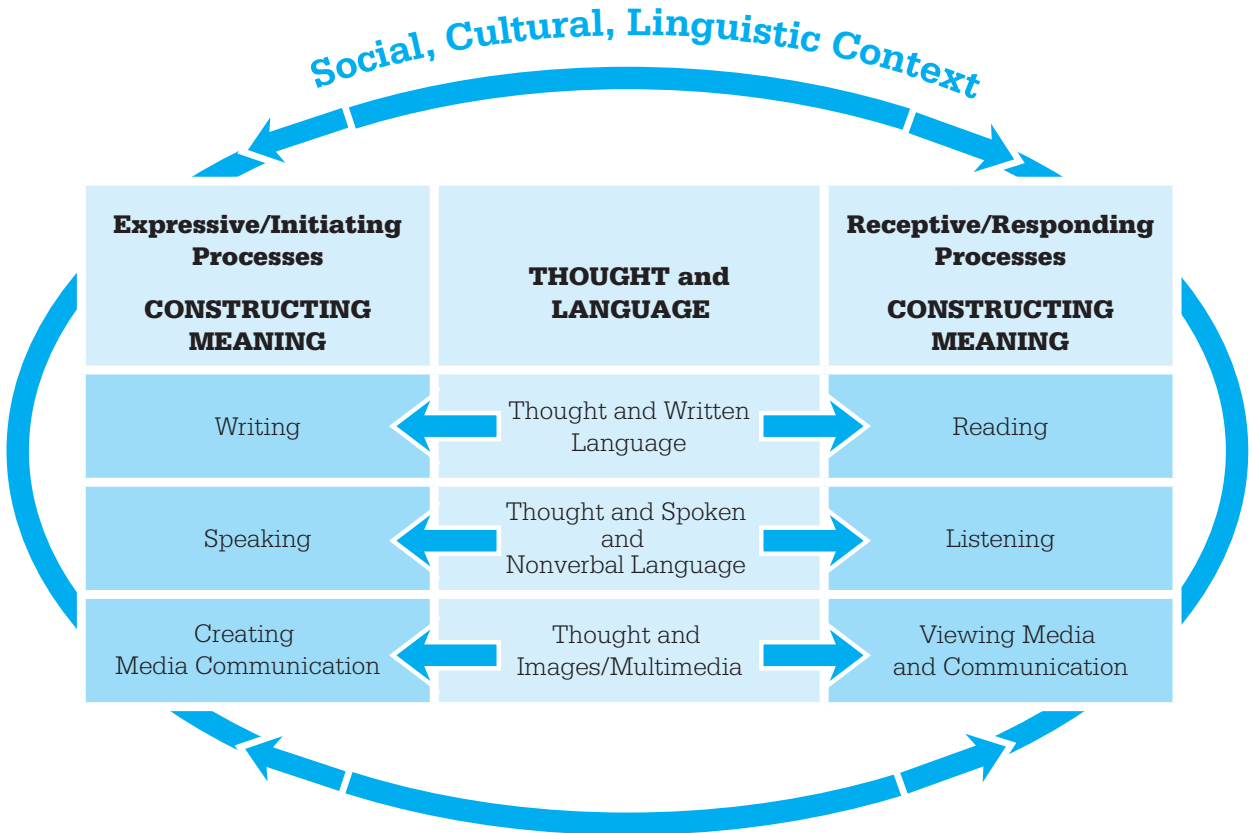 Social, Cultural, Linguistic Context
Expressive/Initiating
Processes
CONSTRUCTING
MEANING
THOUGHT and
LANGUAGE
Receptive/Responding
Processes
CONSTRUCTING
MEANING
Writing
Thought and Written
Language
Reading
Speaking
Thought and Spoken
and
Nonverbal Language
Listening
Creating
Media Communication
Thought and
Images/Multimedia
Viewing Media
and Communication